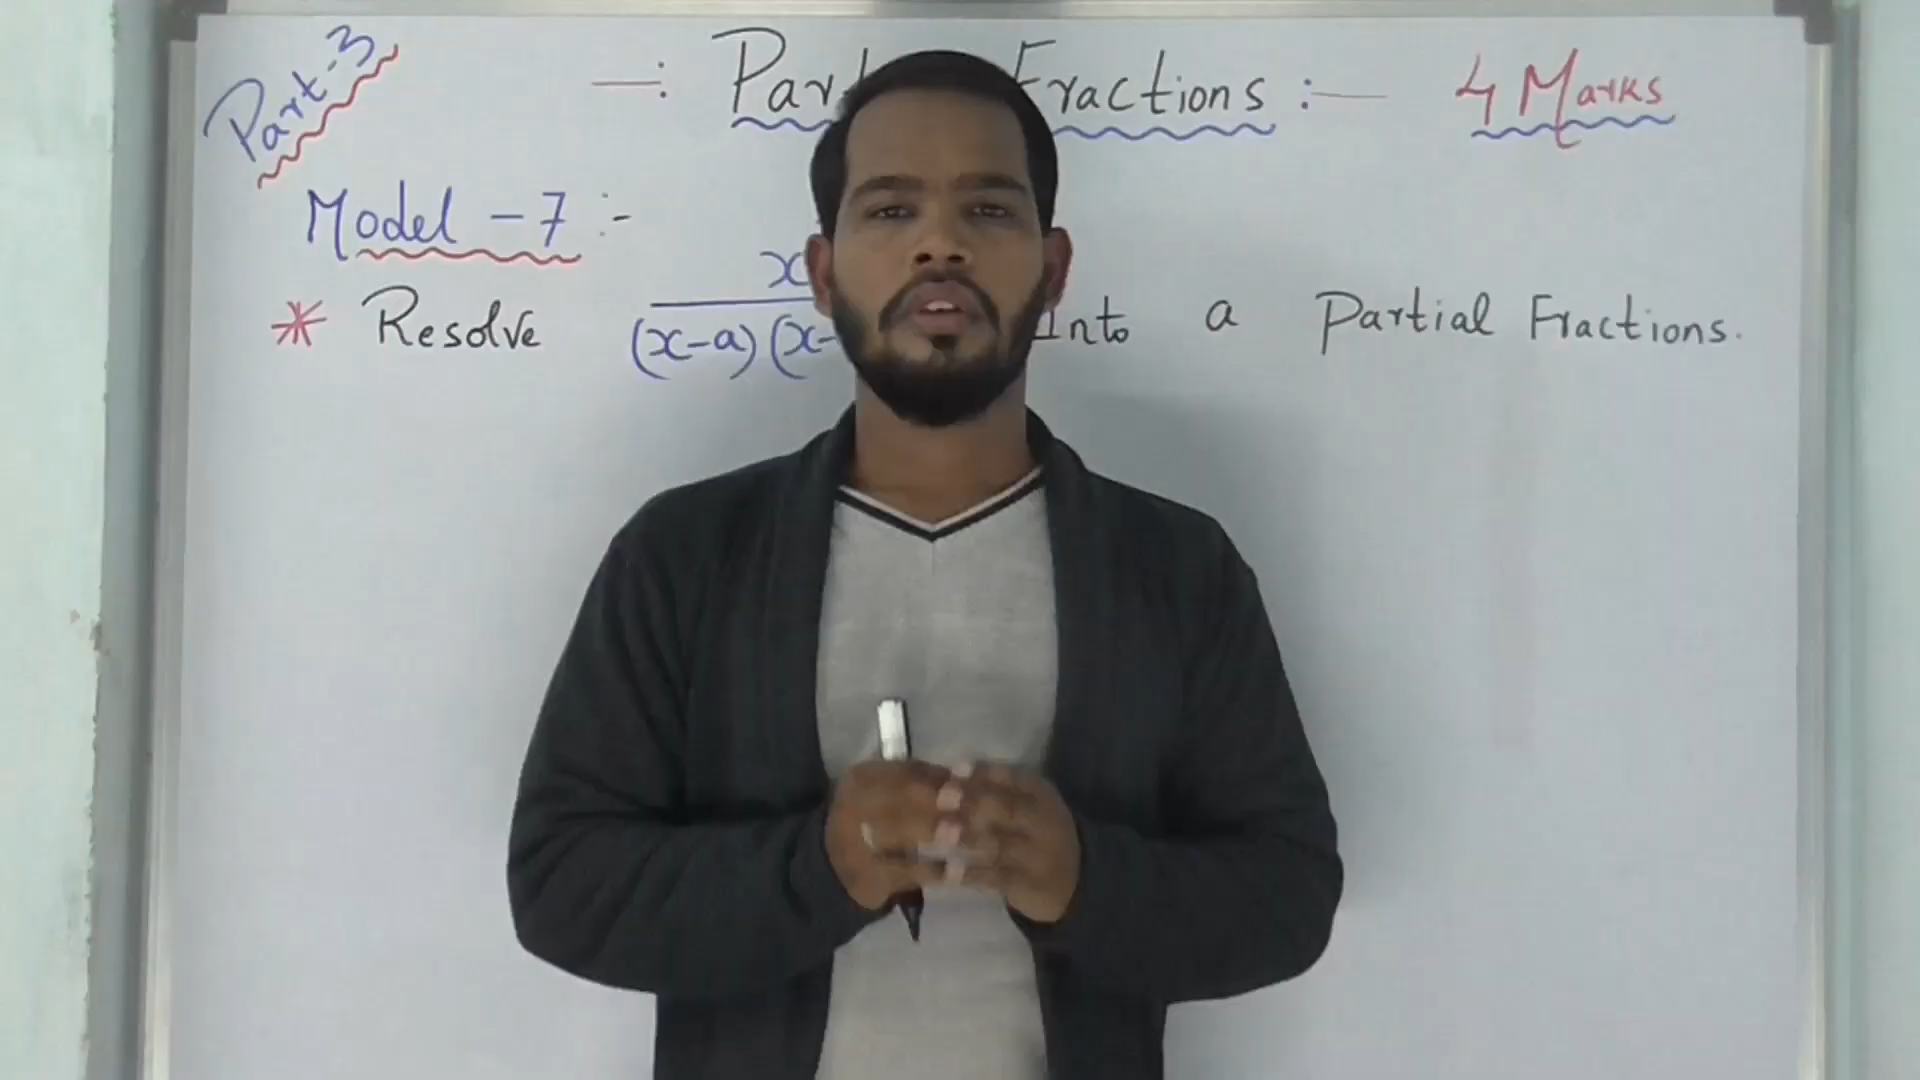 Part-3
—: Par Fractions :— 4 Marks
Model - 7 :-
* Resolve x / (x-a)(x- Into a Partial Fractions.